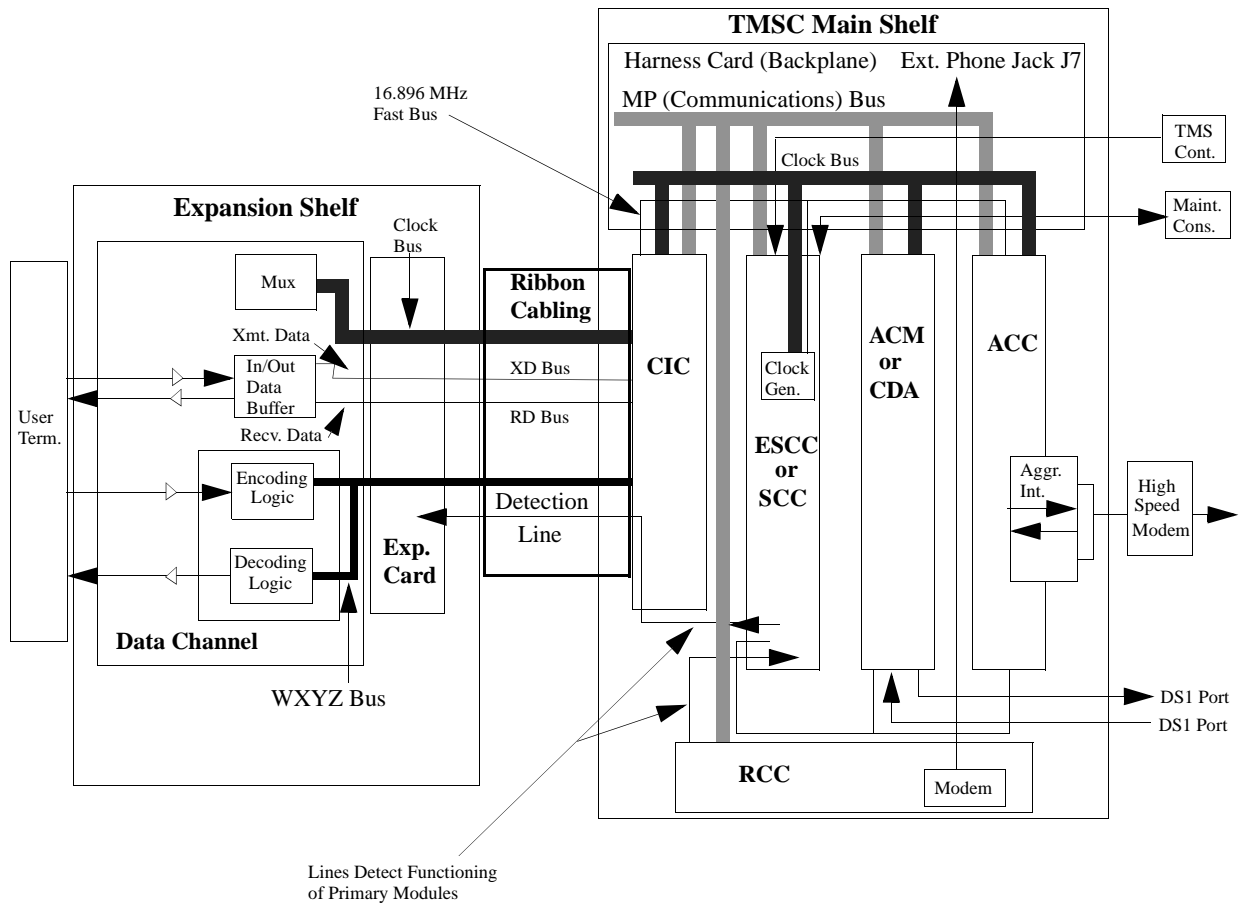 TMSC Main Shelf
Harness Card (Backplane)
Ext. Phone Jack J7
16.896 MHz
Fast Bus
MP (Communications) Bus
TMS
Cont.
Clock Bus
Expansion Shelf
Maint.
Cons.
Clock
Bus
Mux
Ribbon
Cabling
Xmt. Data
ACM
or
CDA
ACC
CIC
In/Out
Data
Buffer
XD Bus
Clock
Gen.
User
Term.
RD Bus
Recv. Data
ESCC
or
SCC
Encoding
Logic
Aggr.
Int.
High
Speed
Modem
Detection
Line
Exp.
Card
Decoding
Logic
Data Channel
WXYZ Bus
DS1 Port
DS1 Port
RCC
Modem
Lines Detect Functioning
of Primary Modules